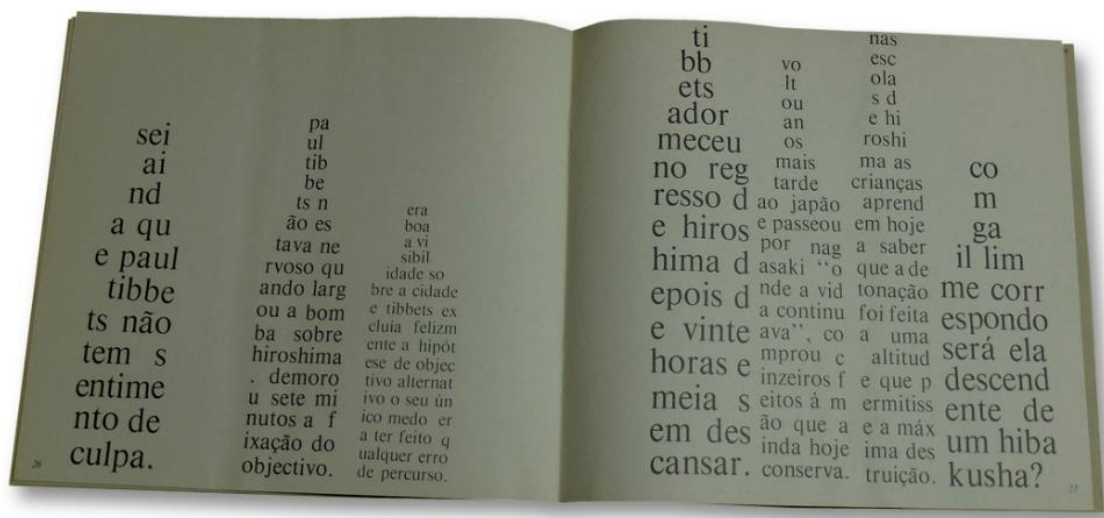 sei
ai
nd
a qu
e paul
tibbe
ts não
tem s
entime
nto de
culpa.
pa
ul
tib
be
ts n
ão es
tava ne
rvoso qu
ando larg
ou a bom
ba sobre
hiroshima
. demoro
u sete mi
nutos a f
ixação do
objectivo.
era
boa
a vi
sibil
idade so
bre a cidade
e tibbets ex
cluia felizm
ente a hipót
ese de objec
tivo alternat
ivo o seu ún
ico medo er
a ter feito q
ualquer erro
de percurso.
26
ti
bb
ets
ador
meceu
no reg
resso d
e hiros
hima d
epois d
e vinte
horas e
meia s
em des
cansar.
vo
lt
ou
an
os
mais
tarde
ao japão
e passeou
por nag
asaki "o
nde a vid
a continu
ava", co
mprou c
inzeiros f
eitos à m
ão que a
inda hoje
conserva.
nas
esc
ola
s d
e hi
roshi
ma as
crianças
aprend
em hoje
a saber
que a de
tonação
foi feita
a uma
altitud
e que p
ermitiss
e a máx
ima des
truição.
co
m
ga
il lim
me corr
espondo
será ela
descend
ente de
um hiba
kusha?
27